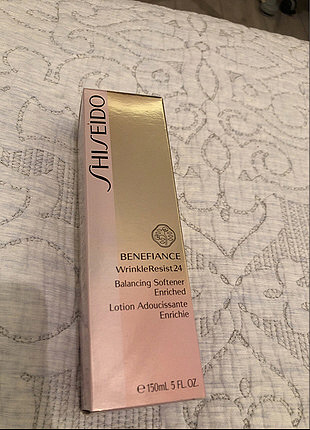 SHISEIDO
BENEFIANCE
WrinkleResist24
Balancing Softener
Enriched
Lotion Adoucissante
Enrichie
℮ 150mL 5 FL.OZ.